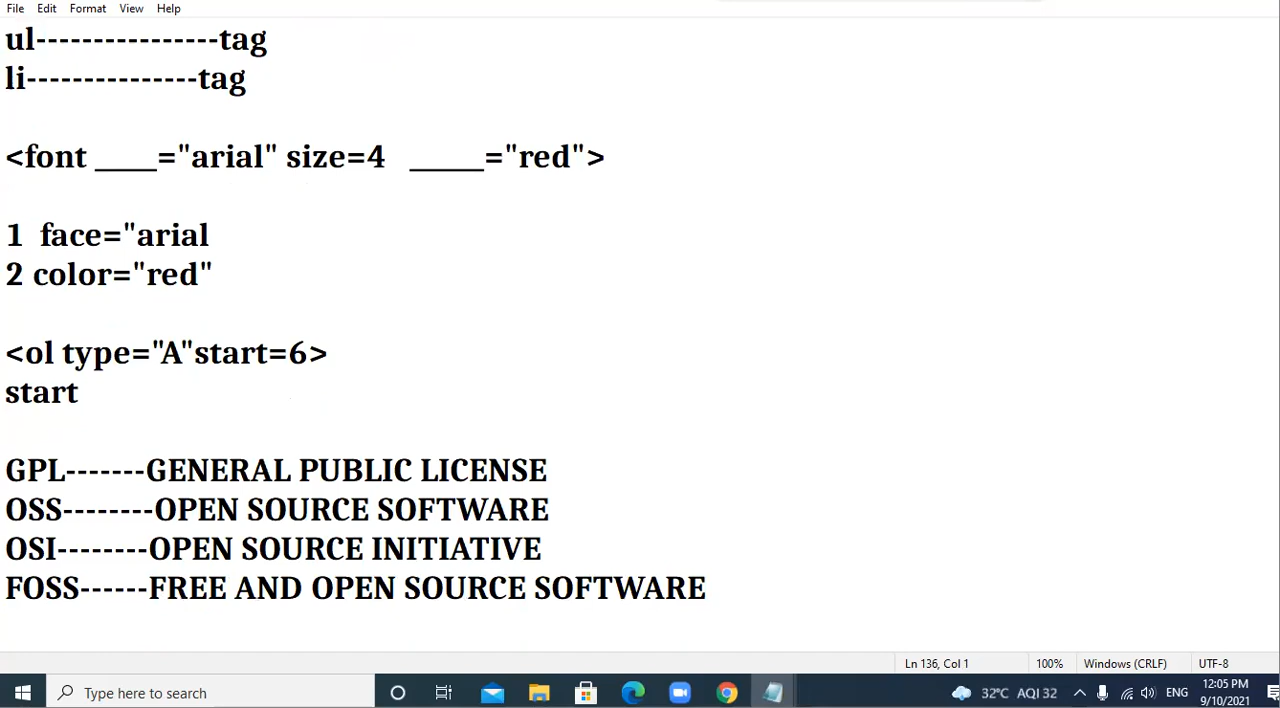 File Edit Format View Help
ul---------------tag
li---------------tag
<font ____="arial" size=4 _____="red">
1 face="arial
2 color="red"
<ol type="A"start=6>
start
GPL-------GENERAL PUBLIC LICENSE
OSS--------OPEN SOURCE SOFTWARE
OSI--------OPEN SOURCE INITIATIVE
FOSS------FREE AND OPEN SOURCE SOFTWARE
Ln 136, Col 1 100% Windows (CRLF) UTF-8
Type here to search 32°C AQI 32 ENG 12:05 PM
9/10/2021